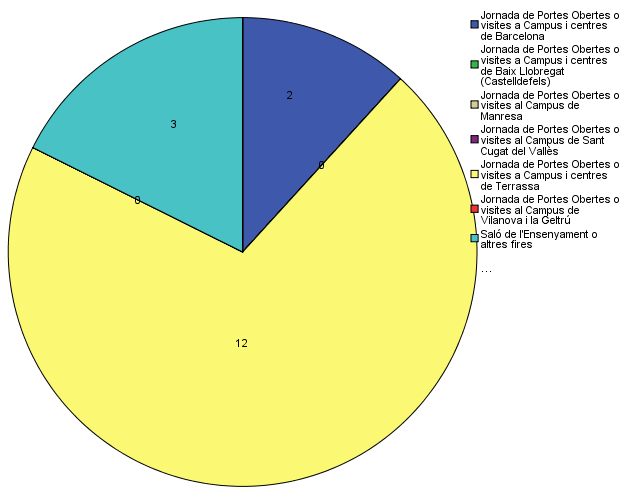 Jornada de Portes Obertes o
visites a Campus i centres
de Barcelona
Jornada de Portes Obertes o
visites a Campus i centres
de Baix Llobregat
(Castelldefels)
Jornada de Portes Obertes o
visites al Campus de
Manresa
Jornada de Portes Obertes o
visites al Campus de Sant
Cugat del Vallès
Jornada de Portes Obertes o
visites a Campus i centres
de Terrassa
Jornada de Portes Obertes o
visites al Campus de
Vilanova i la Geltrú
Saló de l'Ensenyament o
altres fires
...
2
3
0
0
12